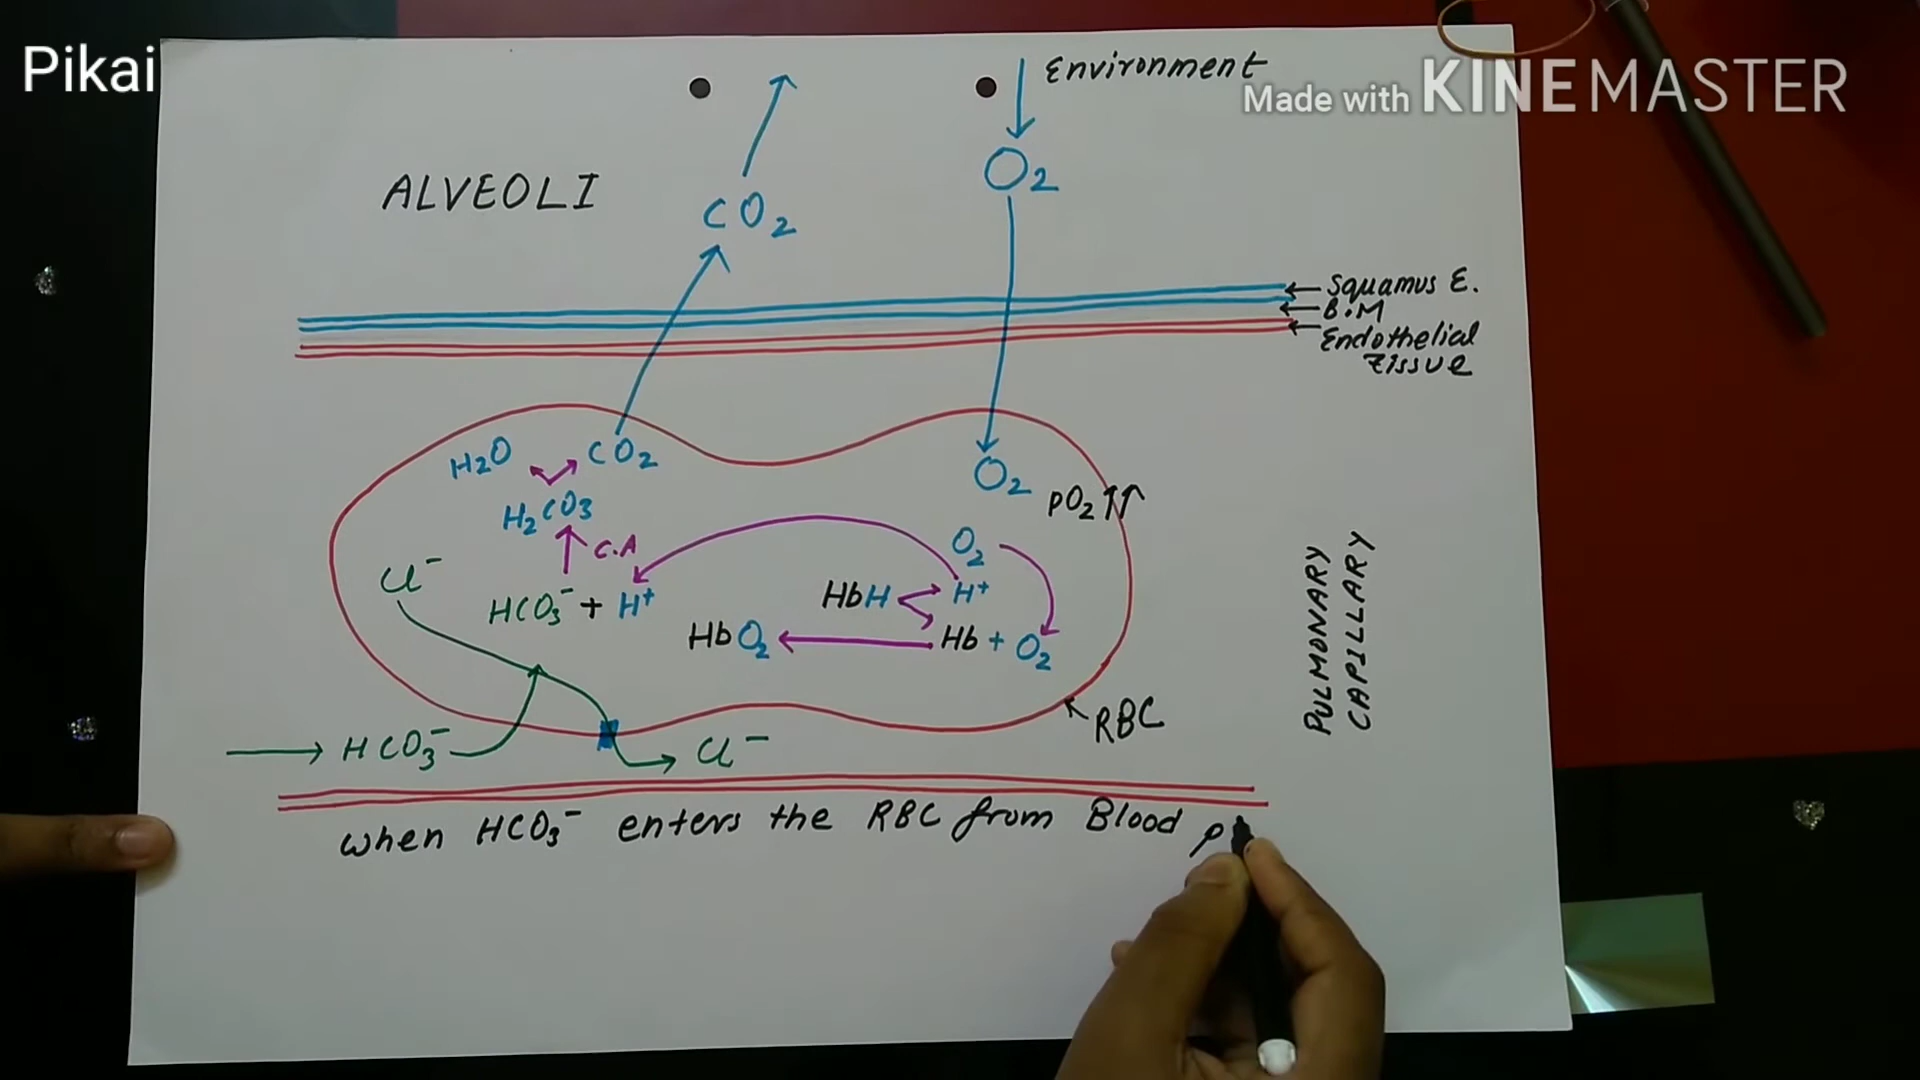 Pikai
Made with KINEMASTER
Environment
O2
ALVEOLI
CO2
Squamus E.
B.M
Endothelial
Tissue
H2O
CO2
O2
PO2↑↑
H2CO3
C.A
O2
Cl⁻
HCO3⁻ + H⁺
HbH
H⁺
HbO2
Hb + O2
PULMONARY
CAPILLARY
RBC
HCO3⁻
Cl⁻
when HCO3⁻ enters the RBC from Blood